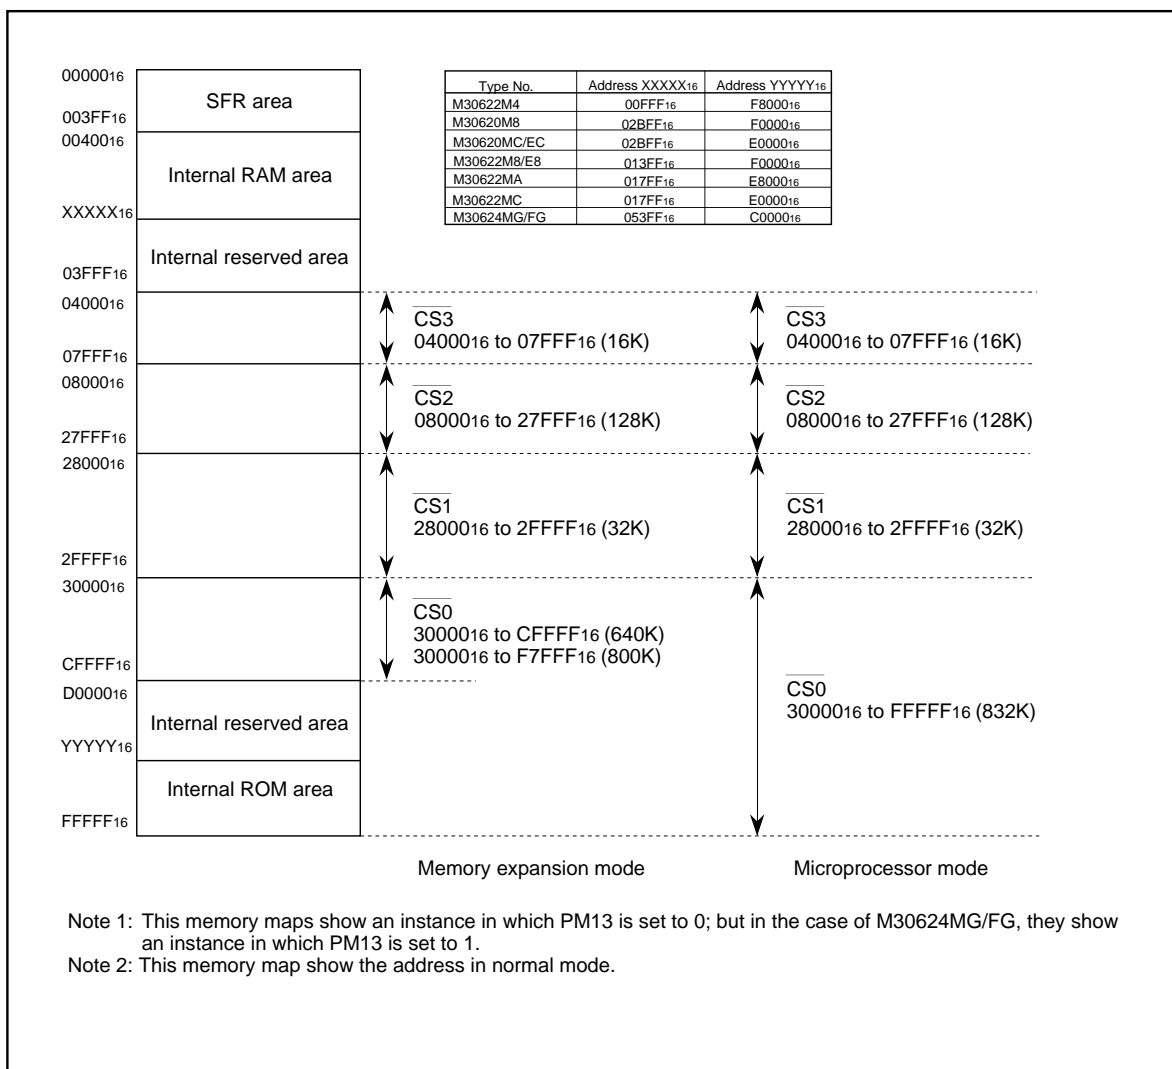 0000016
SFR area
003FF16
0040016
Internal RAM area
XXXXX16
Internal reserved area
03FFF16
0400016
07FFF16
0800016
27FFF16
2800016
2FFFF16
3000016
CFFFF16
D000016
Internal reserved area
YYYYY16
Internal ROM area
FFFFF16
Type No. Address XXXXX16 Address YYYYY16
M30622M4 00FFF16 F800016
M30620M8 02BFF16 F000016
M30620MC/EC 02BFF16 E000016
M30622M8/E8 013FF16 F000016
M30622MA 017FF16 E800016
M30622MC 017FF16 E000016
M30624MG/FG 053FF16 C000016
CS3
0400016 to 07FFF16 (16K)
CS2
0800016 to 27FFF16 (128K)
CS1
2800016 to 2FFFF16 (32K)
CS0
3000016 to CFFFF16 (640K)
3000016 to F7FFF16 (800K)
Memory expansion mode
CS3
0400016 to 07FFF16 (16K)
CS2
0800016 to 27FFF16 (128K)
CS1
2800016 to 2FFFF16 (32K)
CS0
3000016 to FFFFF16 (832K)
Microprocessor mode
Note 1: This memory maps show an instance in which PM13 is set to 0; but in the case of M30624MG/FG, they show
an instance in which PM13 is set to 1.
Note 2: This memory map show the address in normal mode.